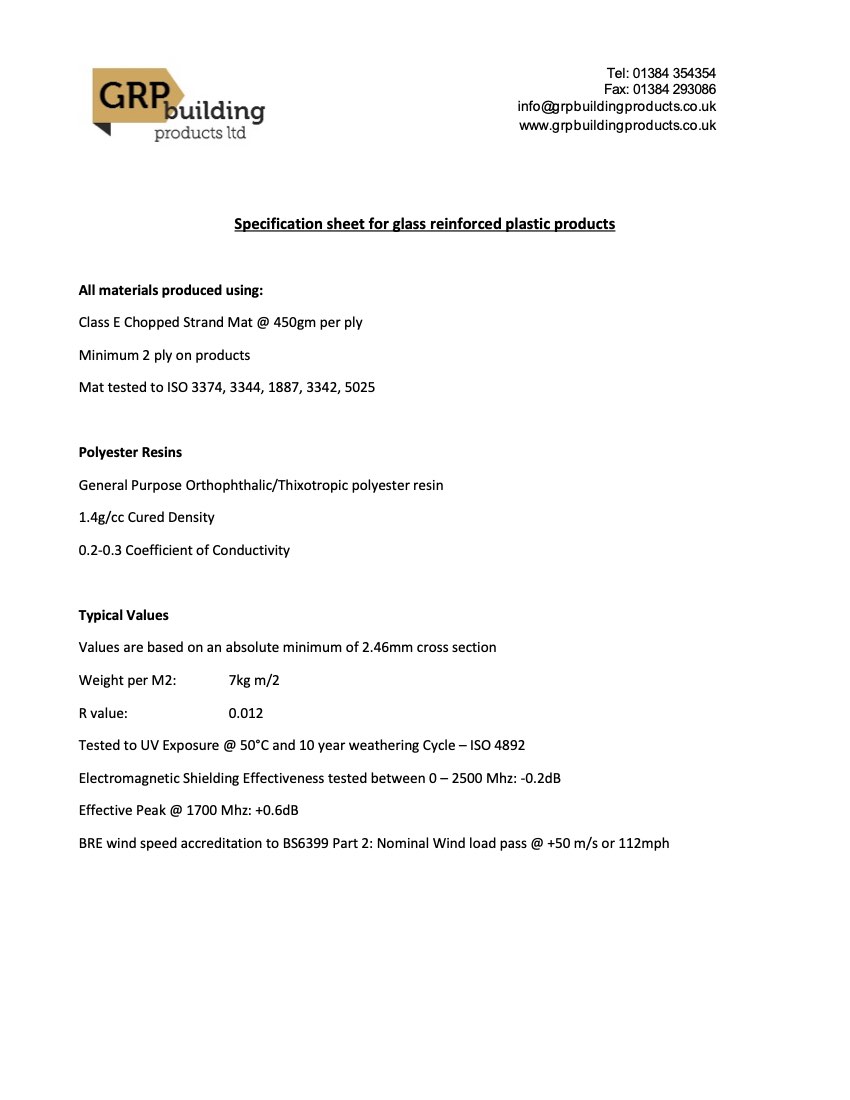 GRP building
products ltd
Tel: 01384 354354
Fax: 01384 293086
info@grpbuildingproducts.co.uk
www.grpbuildingproducts.co.uk
Specification sheet for glass reinforced plastic products
All materials produced using:
Class E Chopped Strand Mat @ 450gm per ply
Minimum 2 ply on products
Mat tested to ISO 3374, 3344, 1887, 3342, 5025
Polyester Resins
General Purpose Orthophthalic/Thixotropic polyester resin
1.4g/cc Cured Density
0.2-0.3 Coefficient of Conductivity
Typical Values
Values are based on an absolute minimum of 2.46mm cross section
Weight per M2: 7kg m/2
R value: 0.012
Tested to UV Exposure @ 50°C and 10 year weathering Cycle – ISO 4892
Electromagnetic Shielding Effectiveness tested between 0 – 2500 Mhz: -0.2dB
Effective Peak @ 1700 Mhz: +0.6dB
BRE wind speed accreditation to BS6399 Part 2: Nominal Wind load pass @ +50 m/s or 112mph